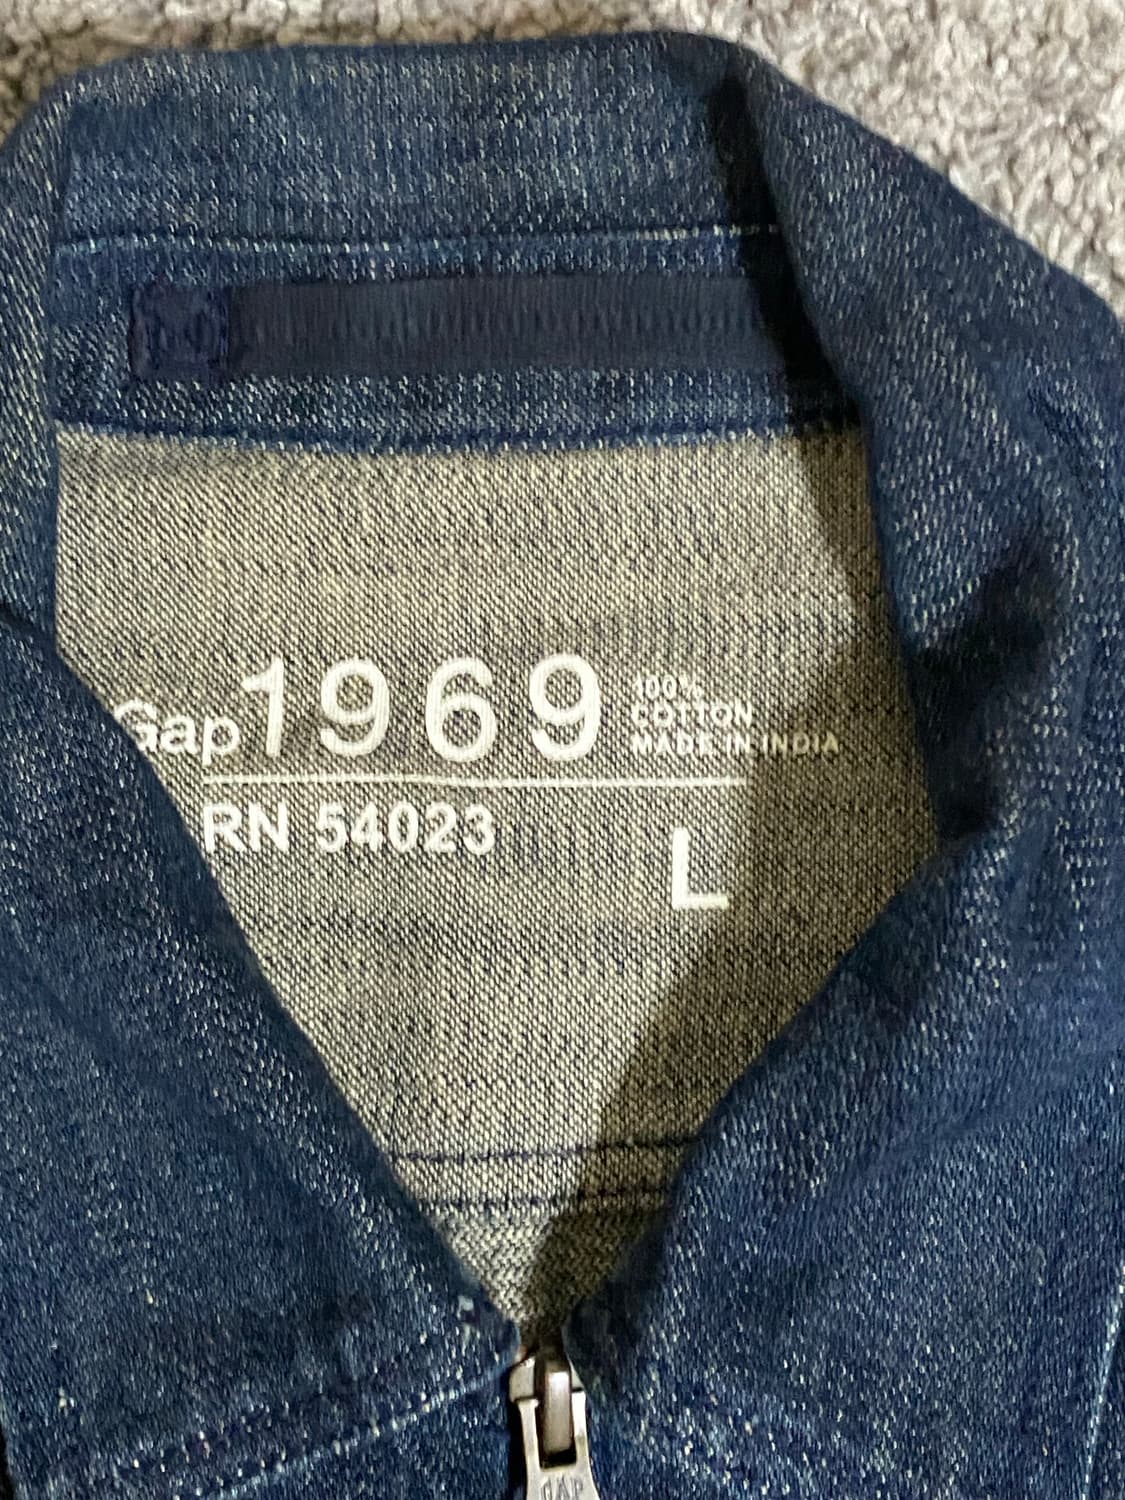 Gap 1969
100%
COTTON
MADE IN INDIA
RN 54023
L
GAP